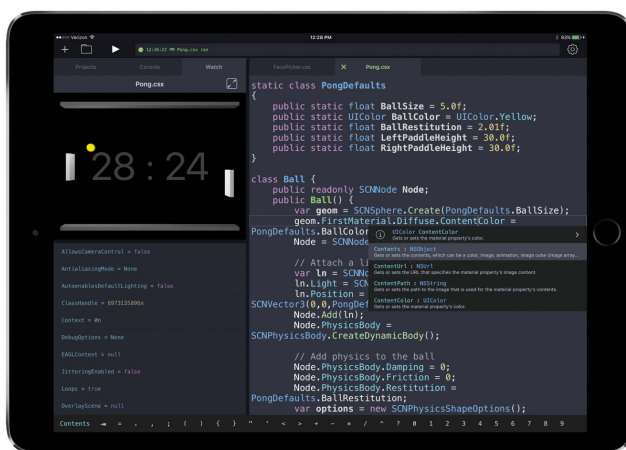 Verizon
12:28 PM
63%
12:26:22 PM Pong.csx ran
Projects
Console
Watch
FacePicker.csx
X
Pong.csx
Pong.csx
28 : 24
AllowsCameraControl = false
AntialiasingMode = None
AutoenablesDefaultLighting = false
ClassHandle = 6973135896n
Context = 0n
DebugOptions = None
EAGLContext = null
JitteringEnabled = false
Loops = true
OverlayScene = null
static class PongDefaults
{
public static float BallSize = 5.0f;
public static UIColor BallColor = UIColor.Yellow;
public static float BallRestitution = 2.01f;
public static float LeftPaddleHeight = 30.0f;
public static float RightPaddleHeight = 30.0f;
}
class Ball {
public readonly SCNNode Node;
public Ball() {
var geom = SCNSphere.Create(PongDefaults.BallSize);
geom.FirstMaterial.Diffuse.ContentColor =
PongDefaults.BallColor
Node = SCNNode
// Attach a li
var ln = SCNNo
ln.Light = SCN
ln.Position =
SCNVector3(0,0,PongDef
Node.Add(ln);
Node.PhysicsBody =
SCNPhysicsBody.CreateDynamicBody();
// Add physics to the ball
Node.PhysicsBody.Damping = 0;
Node.PhysicsBody.Friction = 0;
Node.PhysicsBody.Restitution =
PongDefaults.BallRestitution;
var options = new SCNPhysicsShapeOptions();
UIColor ContentColor
Gets or sets the material property's color.
Contents : NSObject
Gets or sets the contents, which can be a color, image, animation, image cube (image array...
ContentUrl : NSUrl
Gets or sets the URL that specifies the material property's image content.
ContentPath : NSString
Gets or sets the path to the image that is used for the material property's contents.
ContentColor : UIColor
Gets or sets the material property's color.
Contents ⇥ = . , ; ( ) { } " ' < > + - * / ^ ? 0 1 2 3 4 5 6 7 8 9